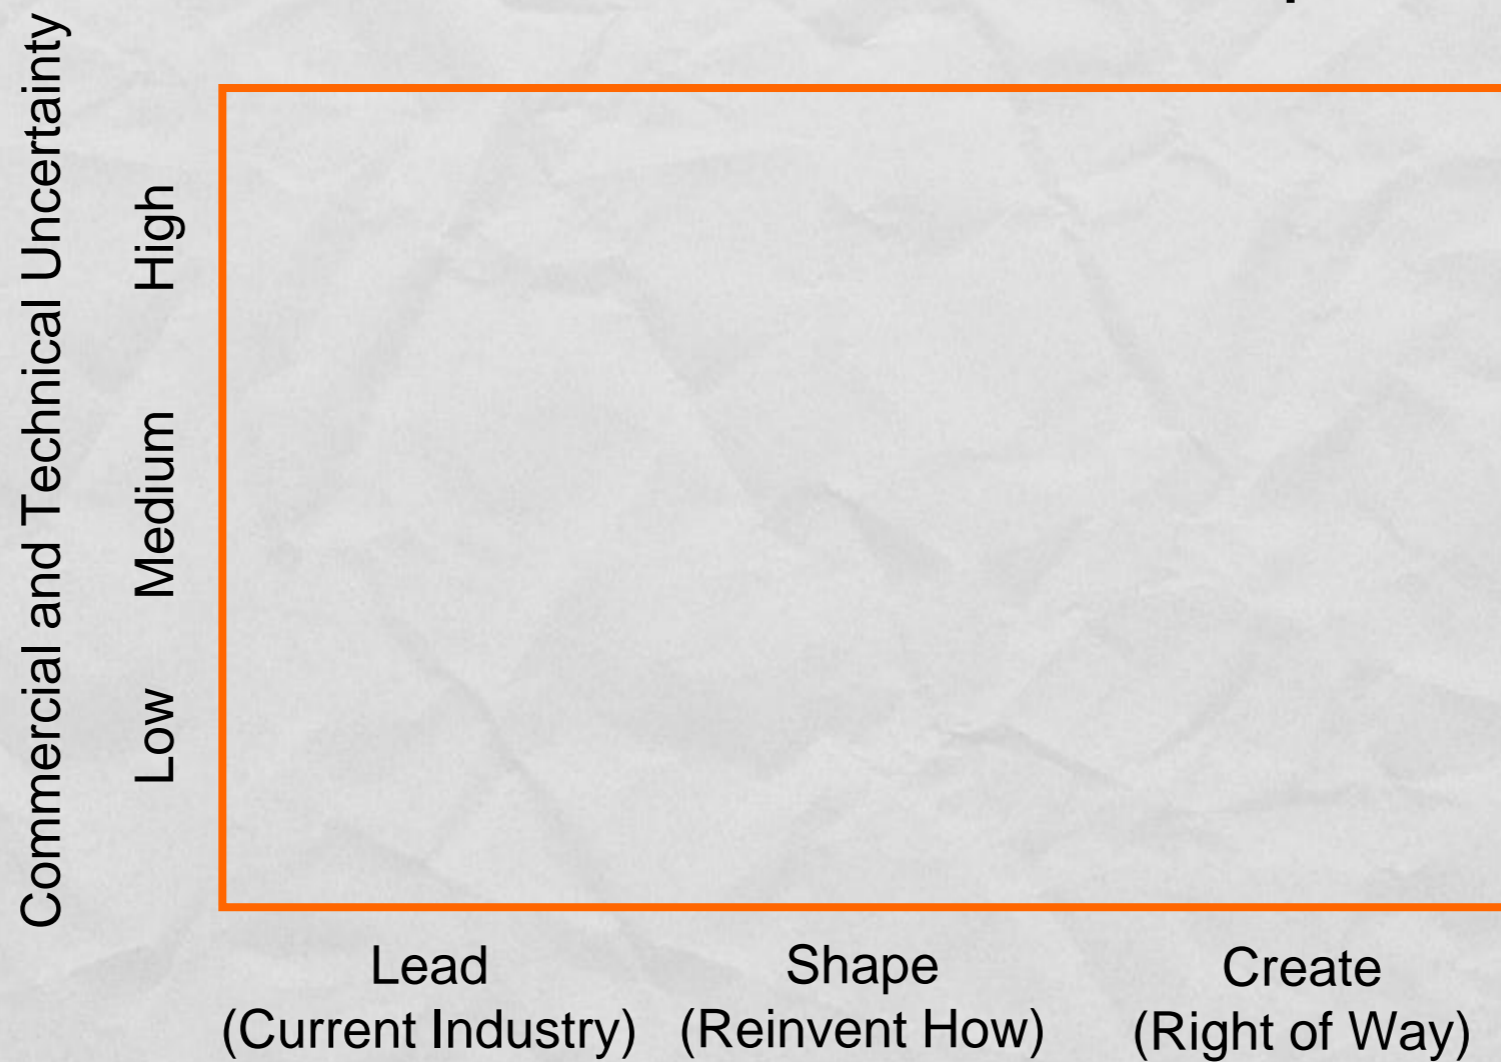 Commercial and Technical Uncertainty
High
Medium
Low
Lead
(Current Industry)
Shape
(Reinvent How)
Create
(Right of Way)